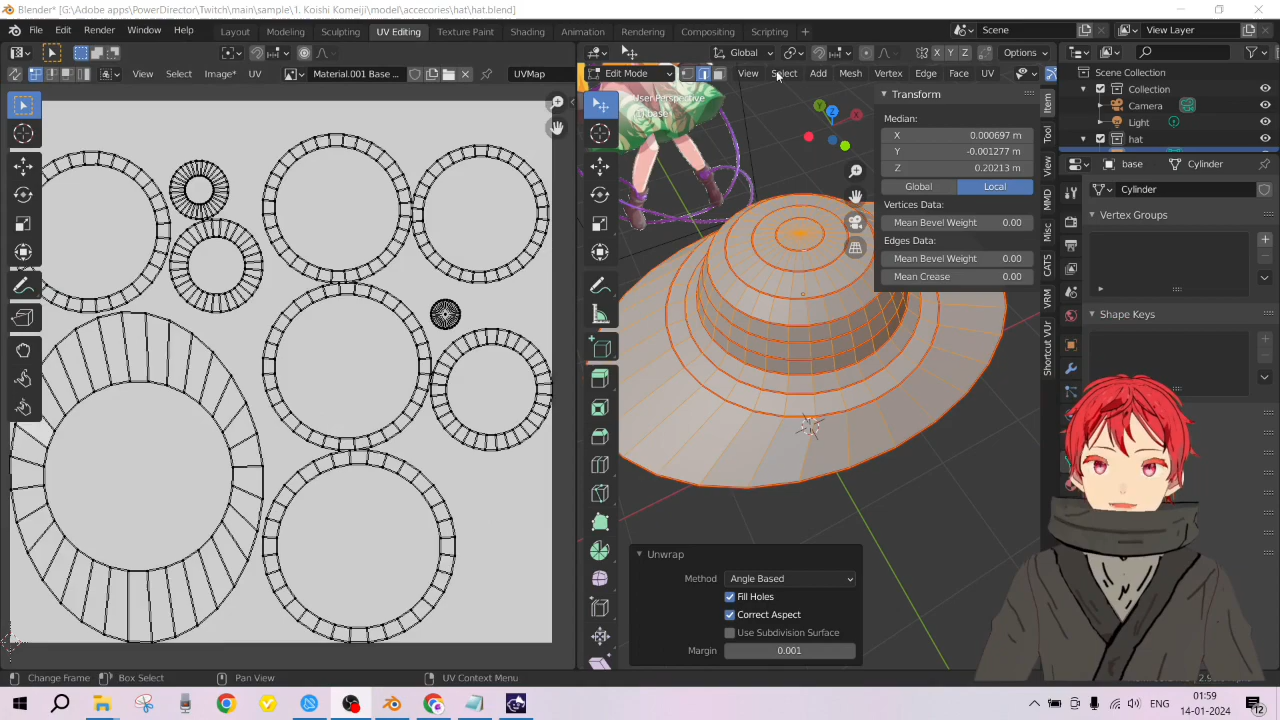 Blender* [G:\Adobe apps\PowerDirector\Twitch\main\sample\1. Koishi Komeiji\model\accecories\hat\hat.blend]
File Edit Render Window Help Layout Modeling Sculpting UV Editing Texture Paint Shading Animation Rendering Compositing Scripting + Scene View Layer
Global Options
X Y Z
View Select Image* UV Material.001 Base ... UVMap
Edit Mode View Select Add Mesh Vertex Edge Face UV
User Perspective
Scene Collection
Collection
Camera
Light
hat
base Cylinder
Cylinder
Vertex Groups
Shape Keys
Transform
Median:
X 0.000697 m
Y -0.001277 m
Z 0.20213 m
Global Local
Vertices Data:
Mean Bevel Weight 0.00
Edges Data:
Mean Bevel Weight 0.00
Mean Crease 0.00
Item
Tool
View
MMD
Misc
CATS
VRM
Shortcut VUr
Z
Unwrap
Method Angle Based
Fill Holes
Correct Aspect
Use Subdivision Surface
Margin 0.001
Change Frame Box Select Pan View UV Context Menu
01:59
14-01-2024
12